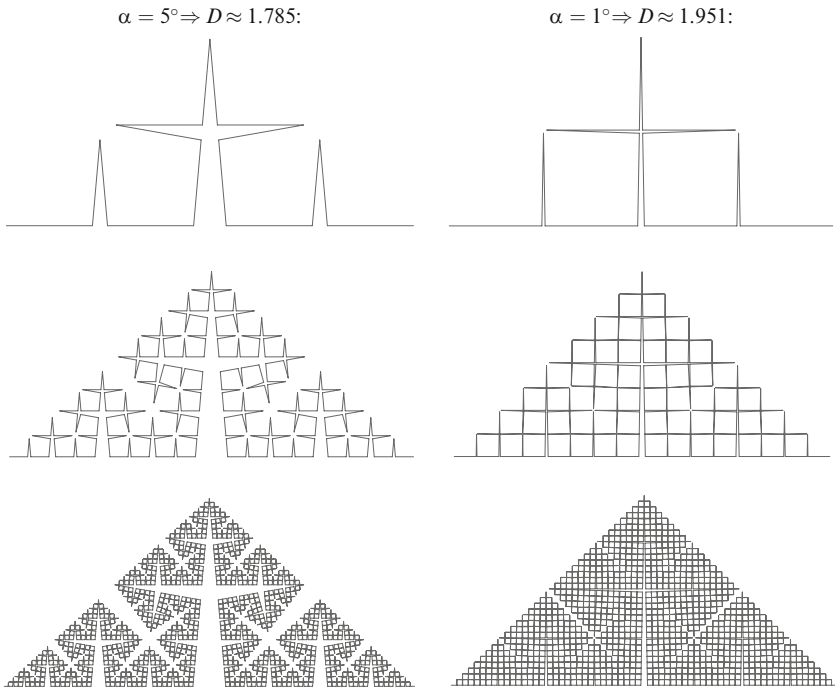 α = 5°⇒ D ≈ 1.785:
α = 1°⇒ D ≈ 1.951: